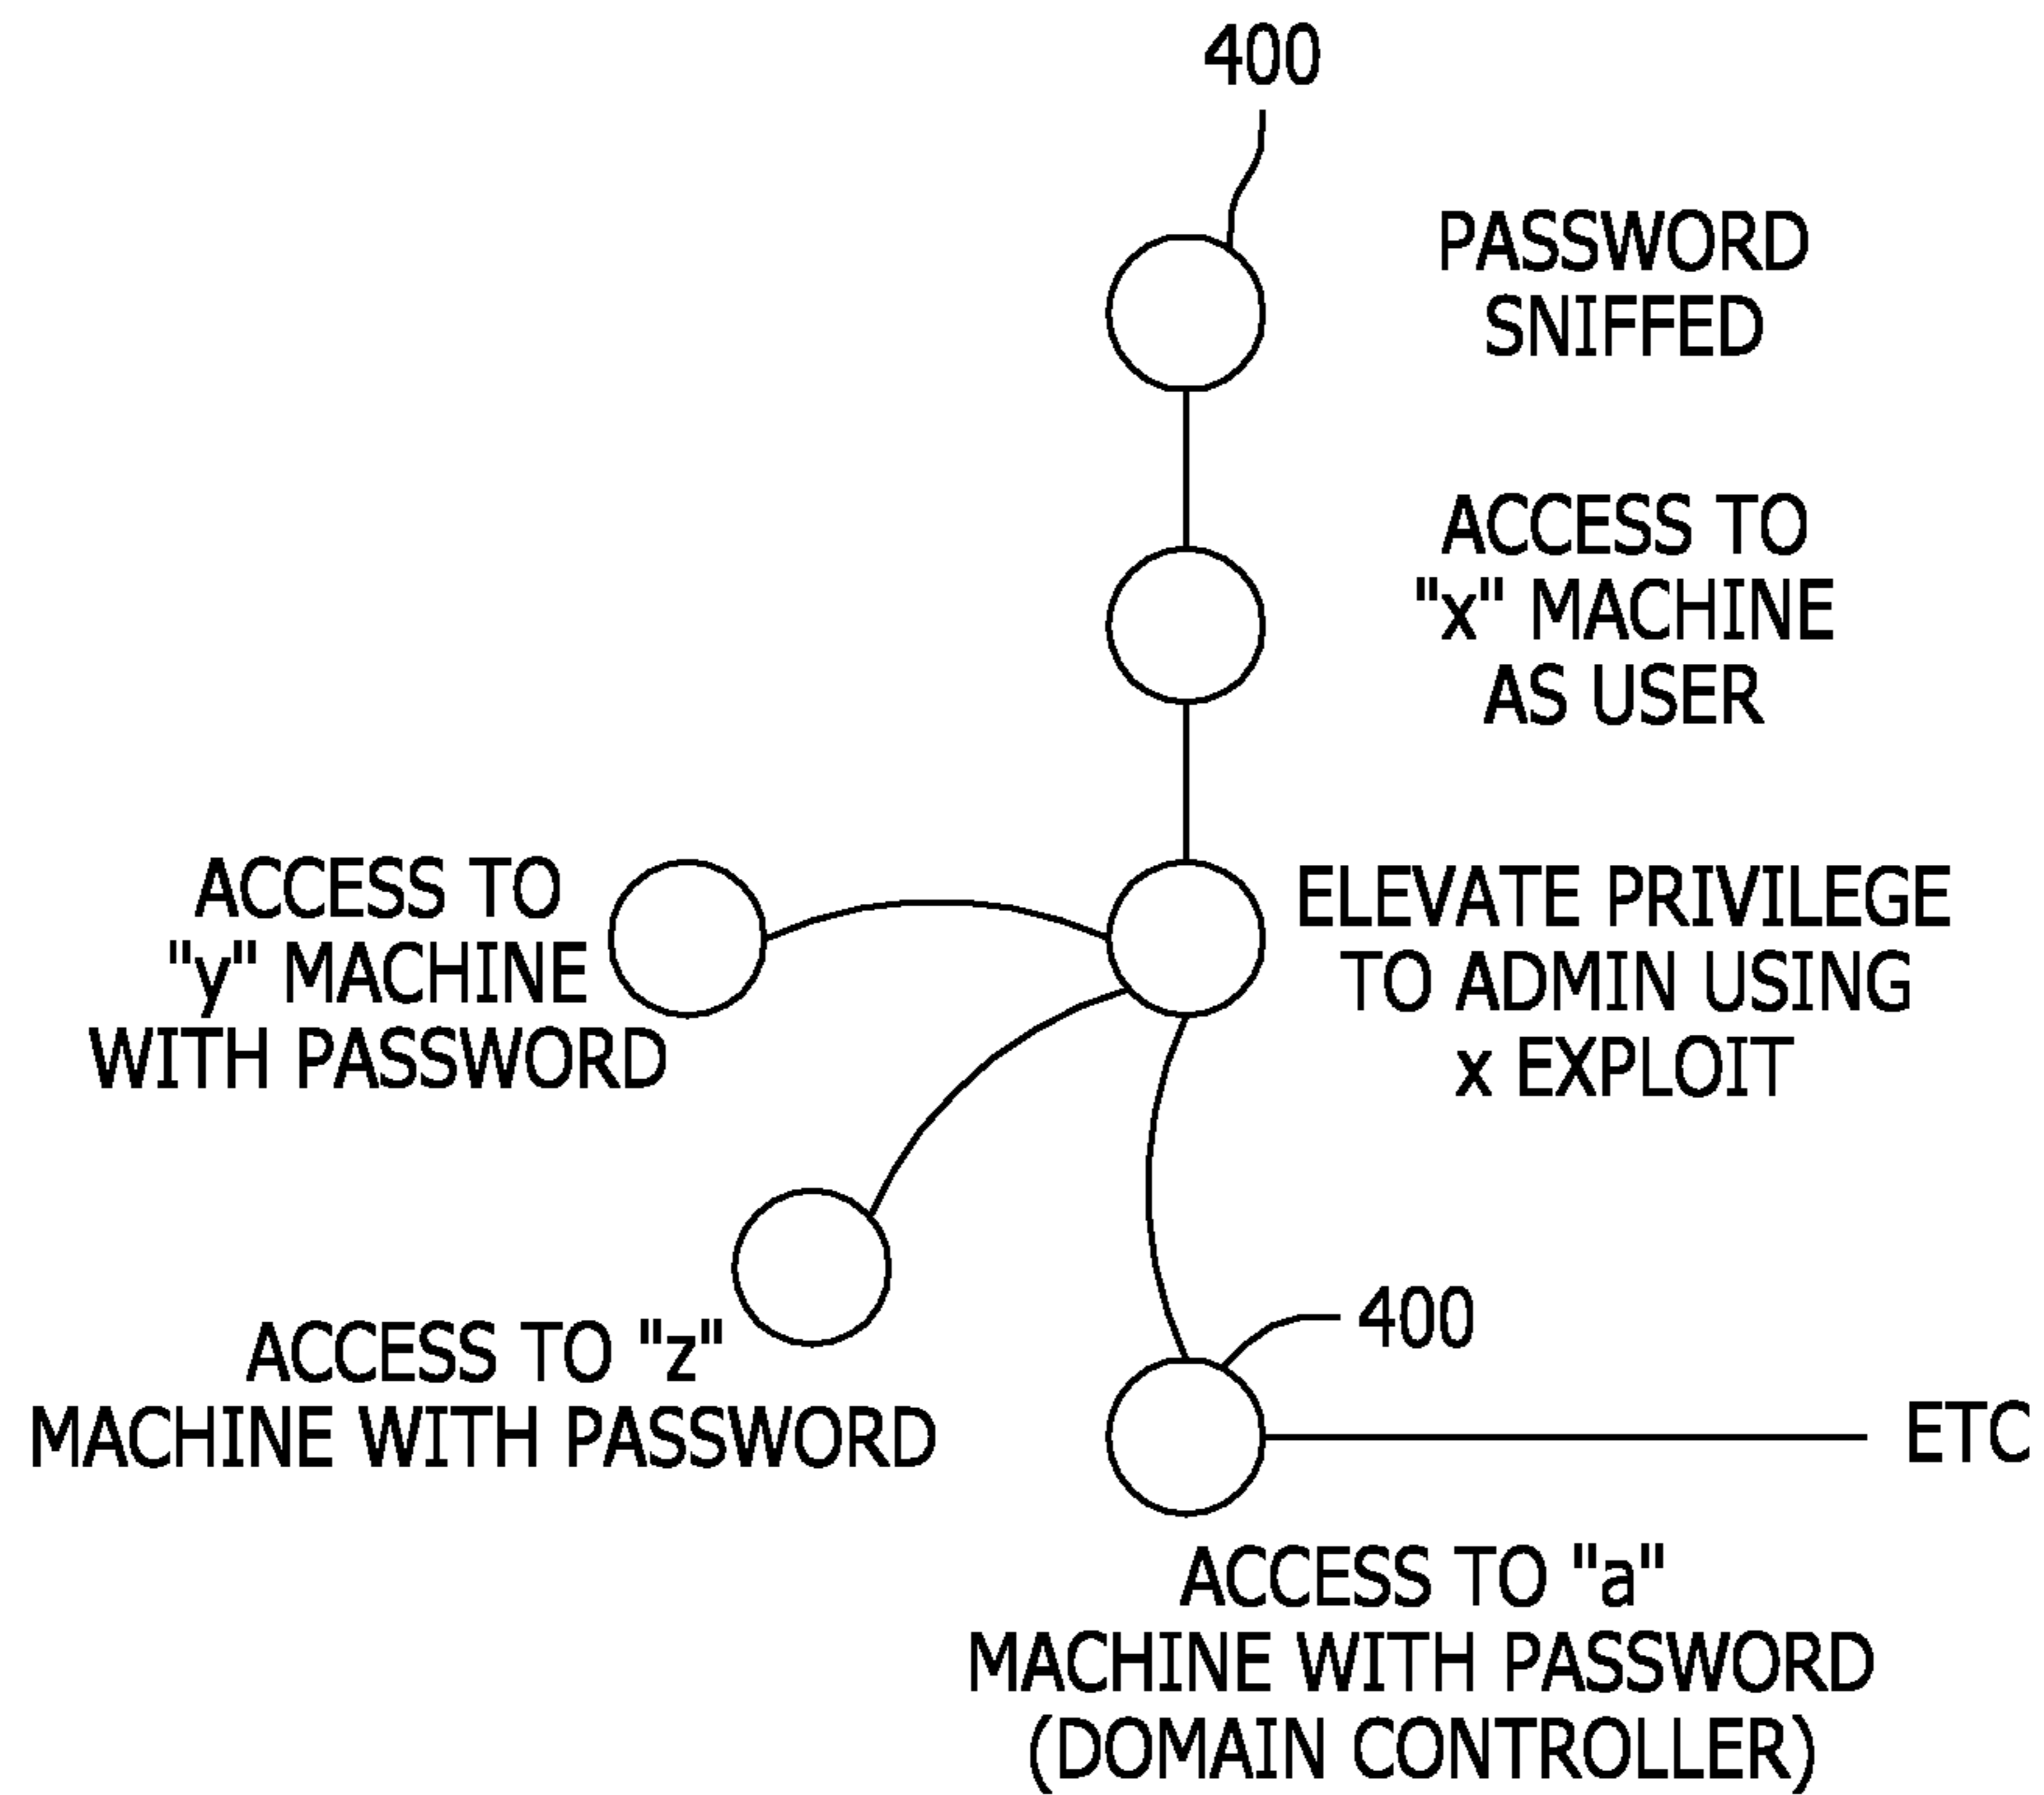 400
PASSWORD
SNIFFED
ACCESS TO
"x" MACHINE
AS USER
ACCESS TO
"y" MACHINE
WITH PASSWORD
ELEVATE PRIVILEGE
TO ADMIN USING
x EXPLOIT
ACCESS TO "z"
MACHINE WITH PASSWORD
400
ETC
ACCESS TO "a"
MACHINE WITH PASSWORD
(DOMAIN CONTROLLER)